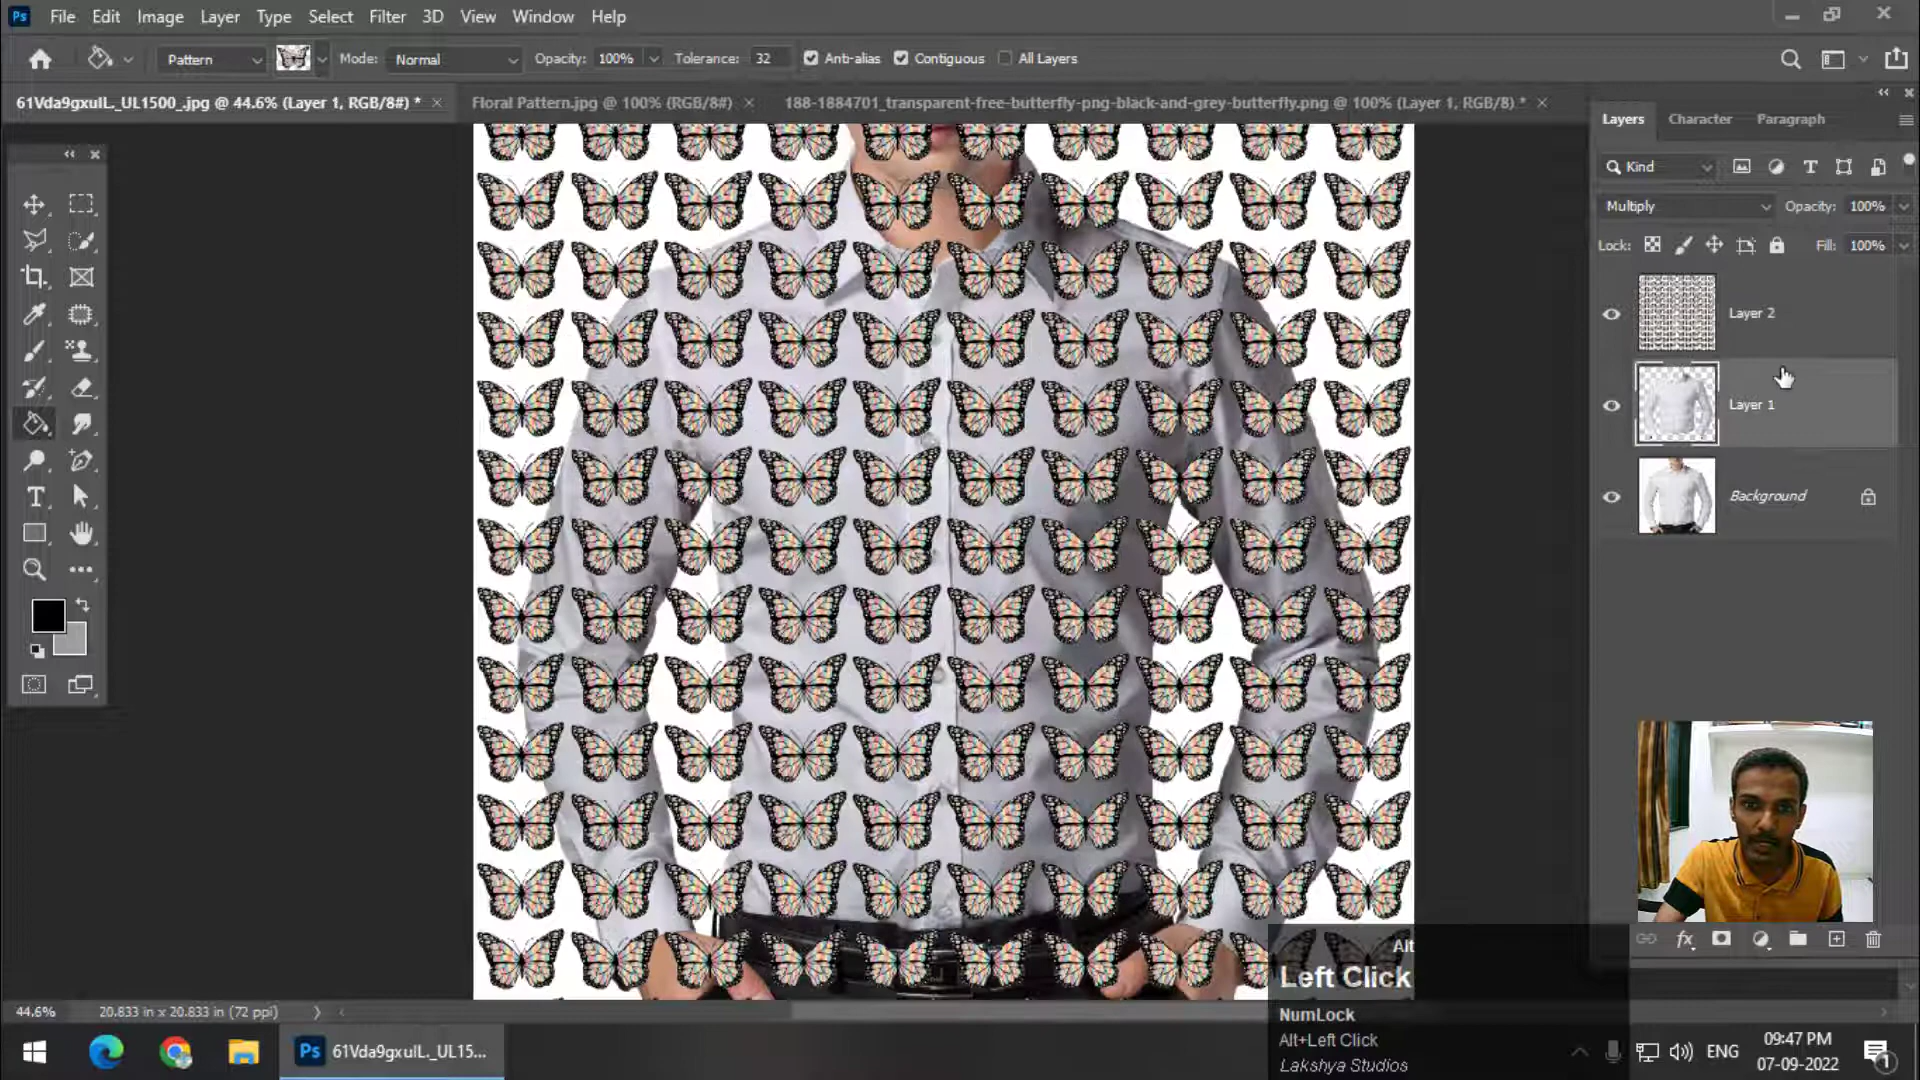 Ps File Edit Image Layer Type Select Filter 3D View Window Help
Pattern Mode: Normal Opacity: 100% Tolerance: 32 Anti-alias Contiguous All Layers
61Vda9gxulL._UL1500_.jpg @ 44.6% (Layer 1, RGB/8#) * Floral Pattern.jpg @ 100% (RGB/8#) 188-1884701_transparent-free-butterfly-png-black-and-grey-butterfly.png @ 100% (Layer 1, RGB/8) *
Layers Character Paragraph
Kind
Multiply Opacity: 100%
Lock: Fill: 100%
Layer 2
Layer 1
Background
Alt
Left Click
NumLock
Alt+Left Click
Lakshya Studios
44.6% 20.833 in x 20.833 in (72 ppi)
Ps 61Vda9gxulL._UL15...
ENG
09:47 PM
07-09-2022
1